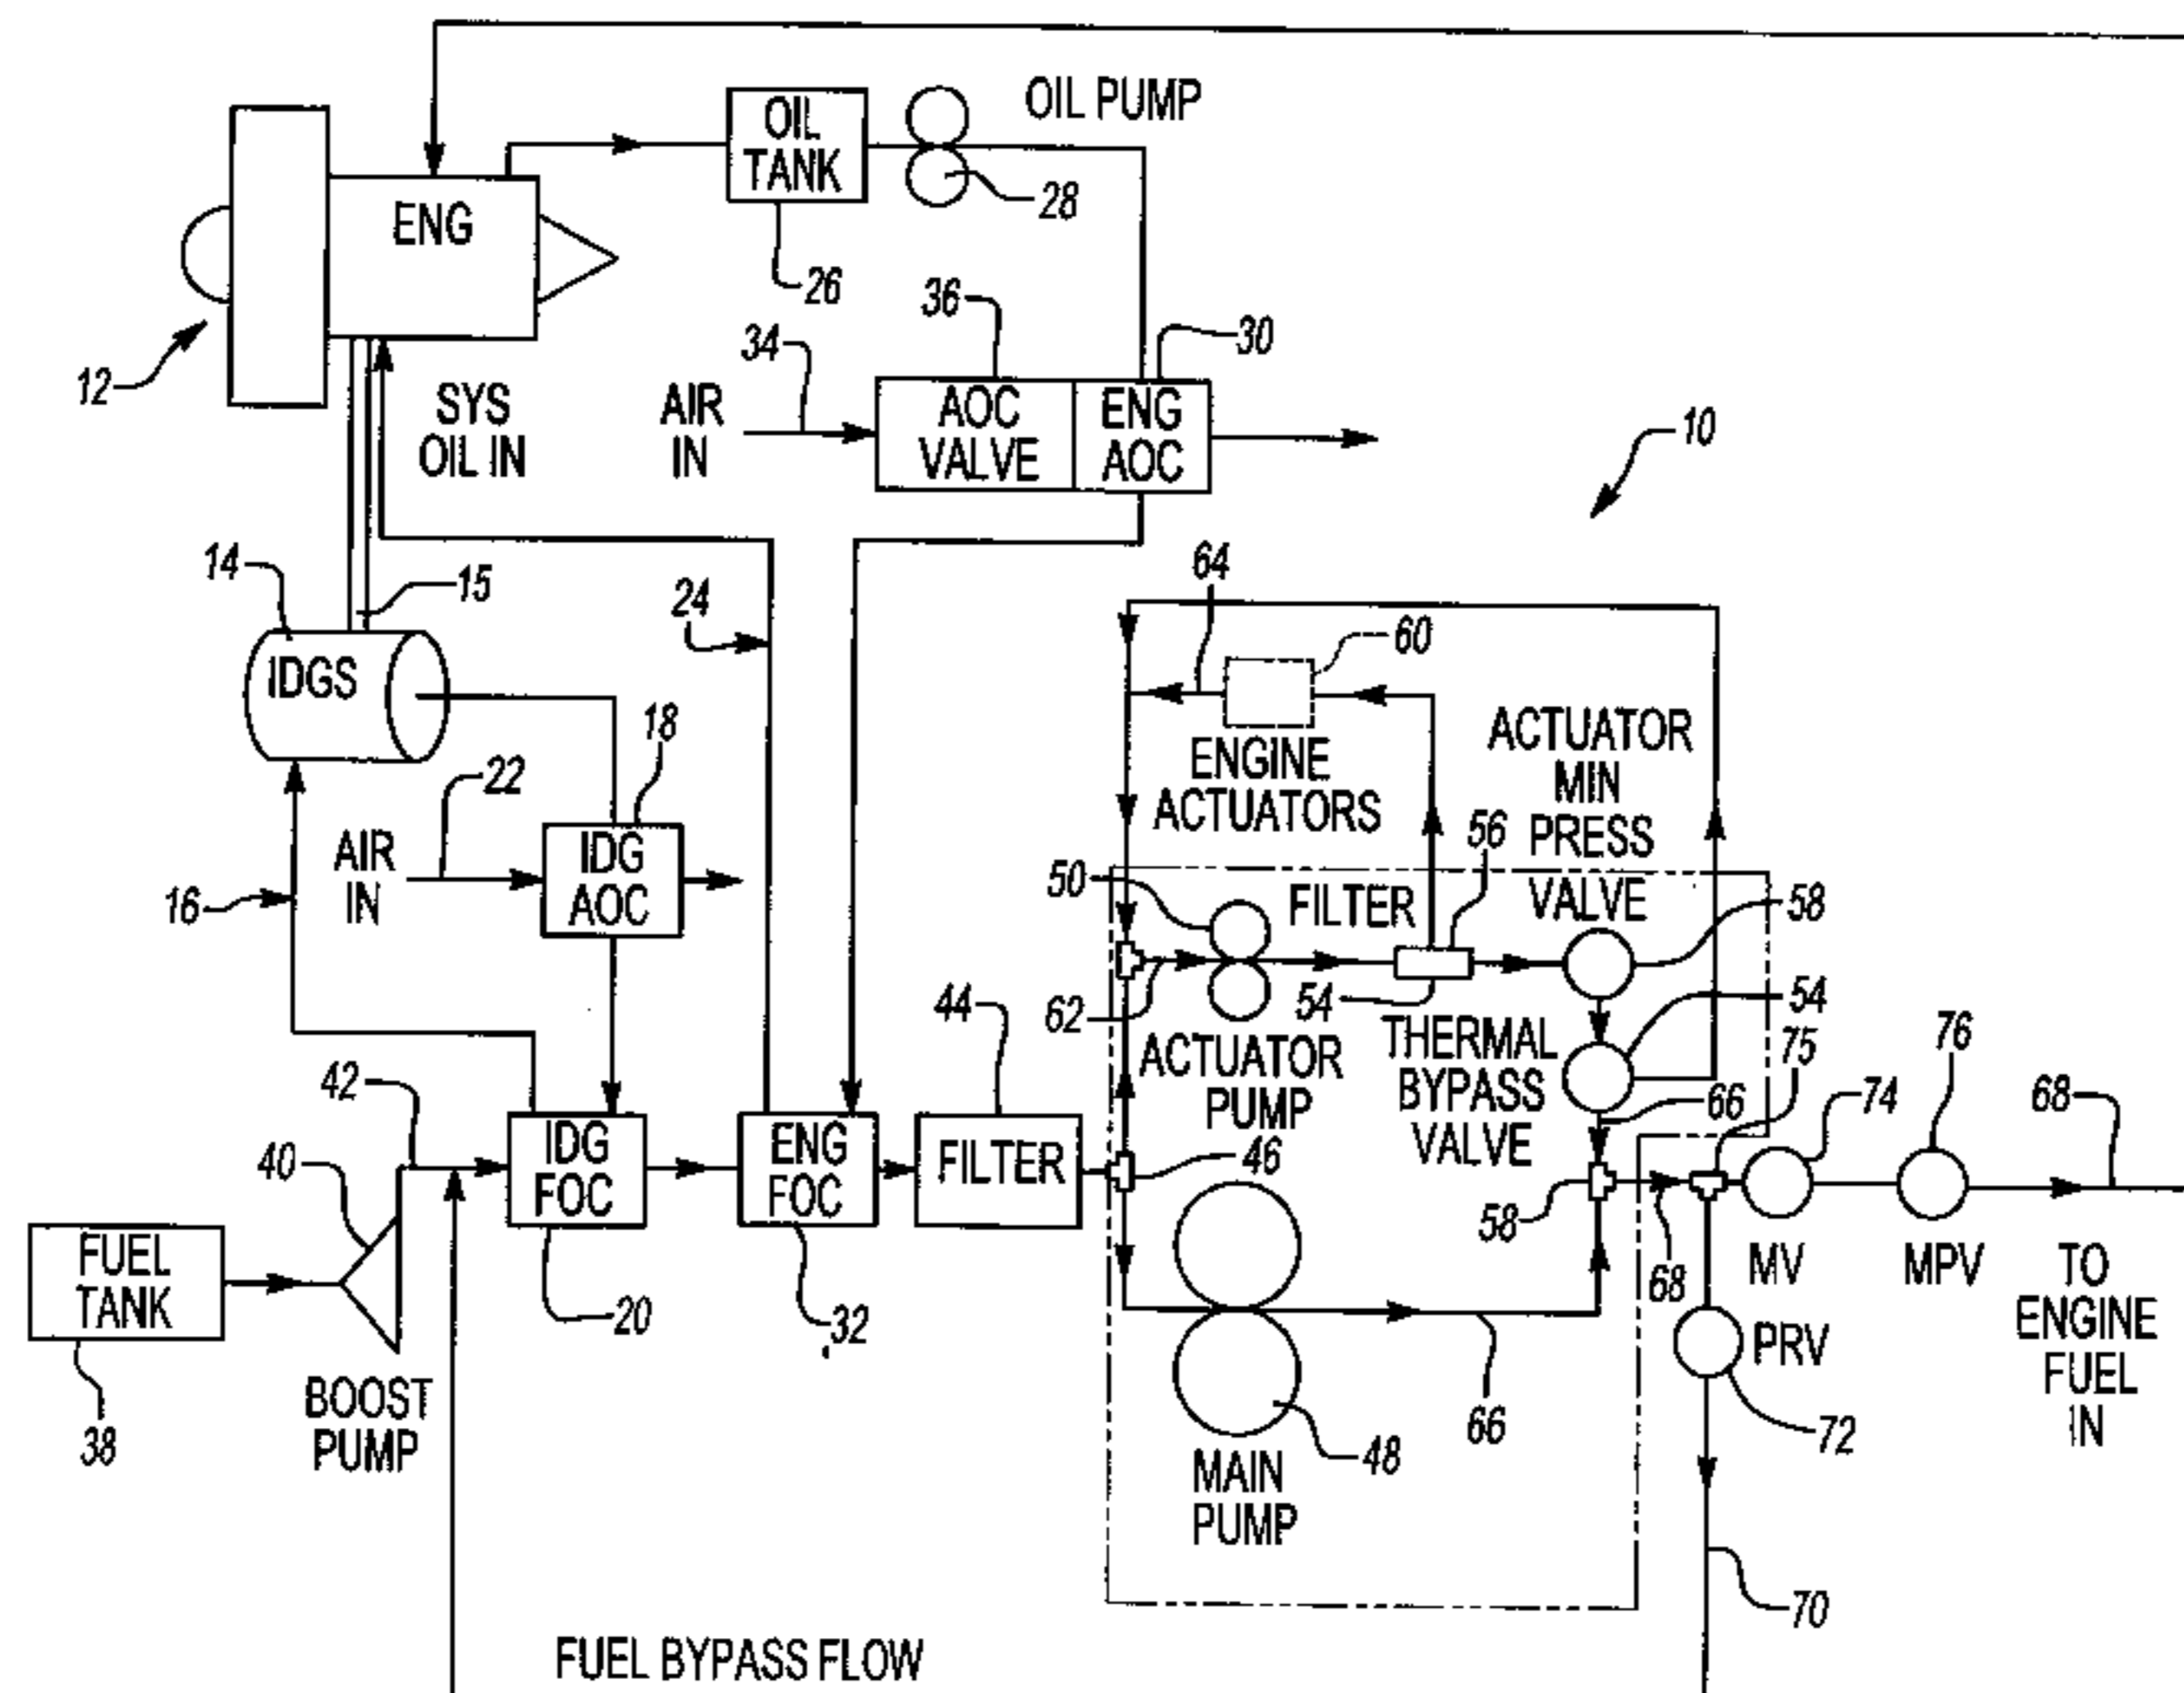 OIL PUMP
OIL
TANK
28
ENG
26
12
SYS
OIL IN
34
AIR
IN
36
30
AOC
VALVE
ENG
AOC
10
14
15
24
64
60
IDGS
18
ENGINE
ACTUATORS
ACTUATOR
MIN
PRESS
VALVE
22
AIR
IN
16
IDG
AOC
56
50
FILTER
58
62
54
54
44
ACTUATOR
PUMP
THERMAL
BYPASS
VALVE
75
76
66
74
68
42
40
IDG
FOC
ENG
FOC
FILTER
46
58
68
MV
MPV
TO
ENGINE
FUEL
IN
FUEL
TANK
20
32
PRV
38
BOOST
PUMP
66
72
48
MAIN
PUMP
70
FUEL BYPASS FLOW